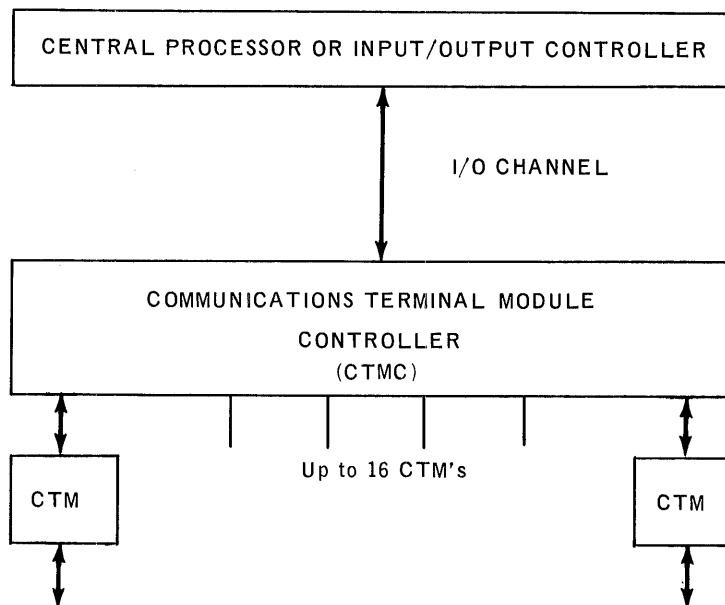 CENTRAL PROCESSOR OR INPUT/OUTPUT CONTROLLER
I/O CHANNEL
COMMUNICATIONS TERMINAL MODULE
CONTROLLER
(CTMC)
Up to 16 CTM's
CTM
CTM